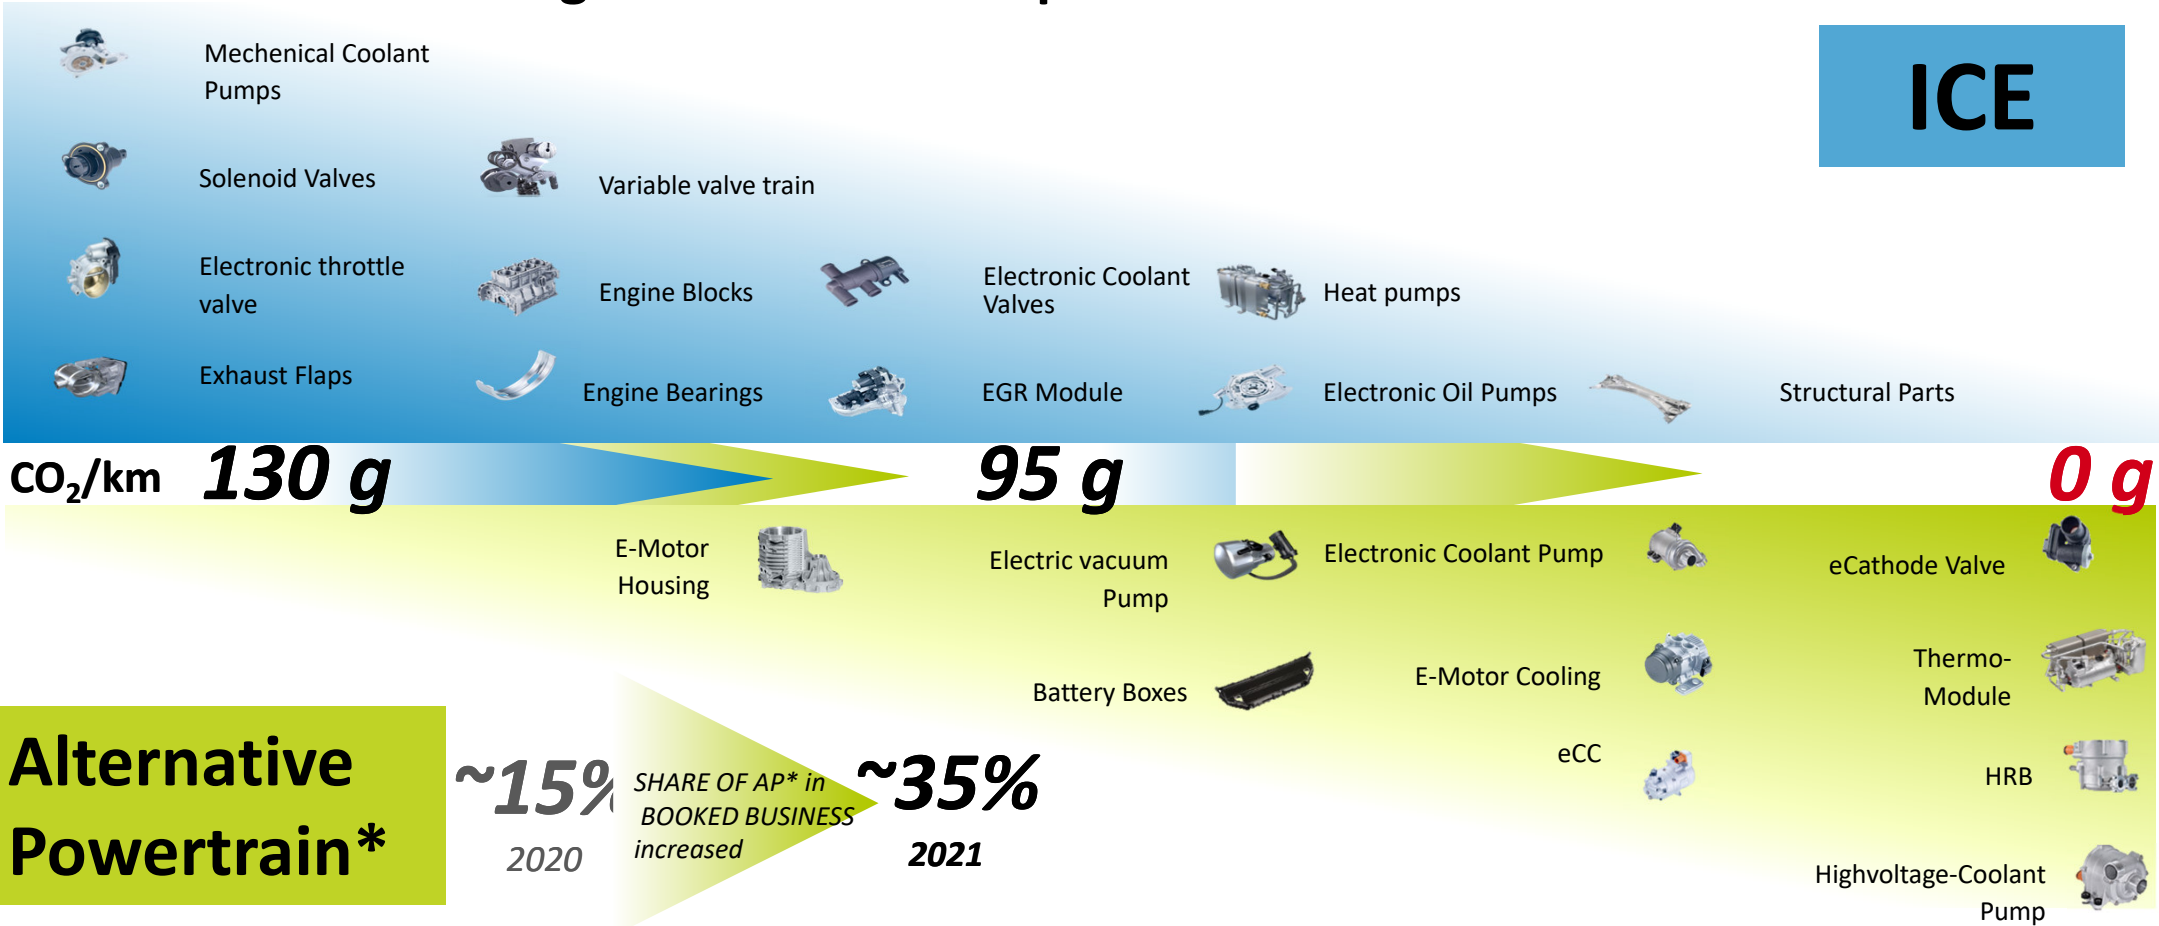 Mechenical Coolant
Pumps
ICE
Solenoid Valves
Variable valve train
Electronic throttle
valve
Engine Blocks
Electronic Coolant
Valves
Heat pumps
Exhaust Flaps
Engine Bearings
EGR Module
Electronic Oil Pumps
Structural Parts
CO₂/km 130 g 95 g 0 g
E-Motor
Housing
Electric vacuum
Pump
Electronic Coolant Pump
eCathode Valve
Battery Boxes
E-Motor Cooling
Thermo-
Module
eCC
HRB
Highvoltage-Coolant
Pump
Alternative
Powertrain*
~15%
2020
SHARE OF AP* in
BOOKED BUSINESS
increased
~35%
2021